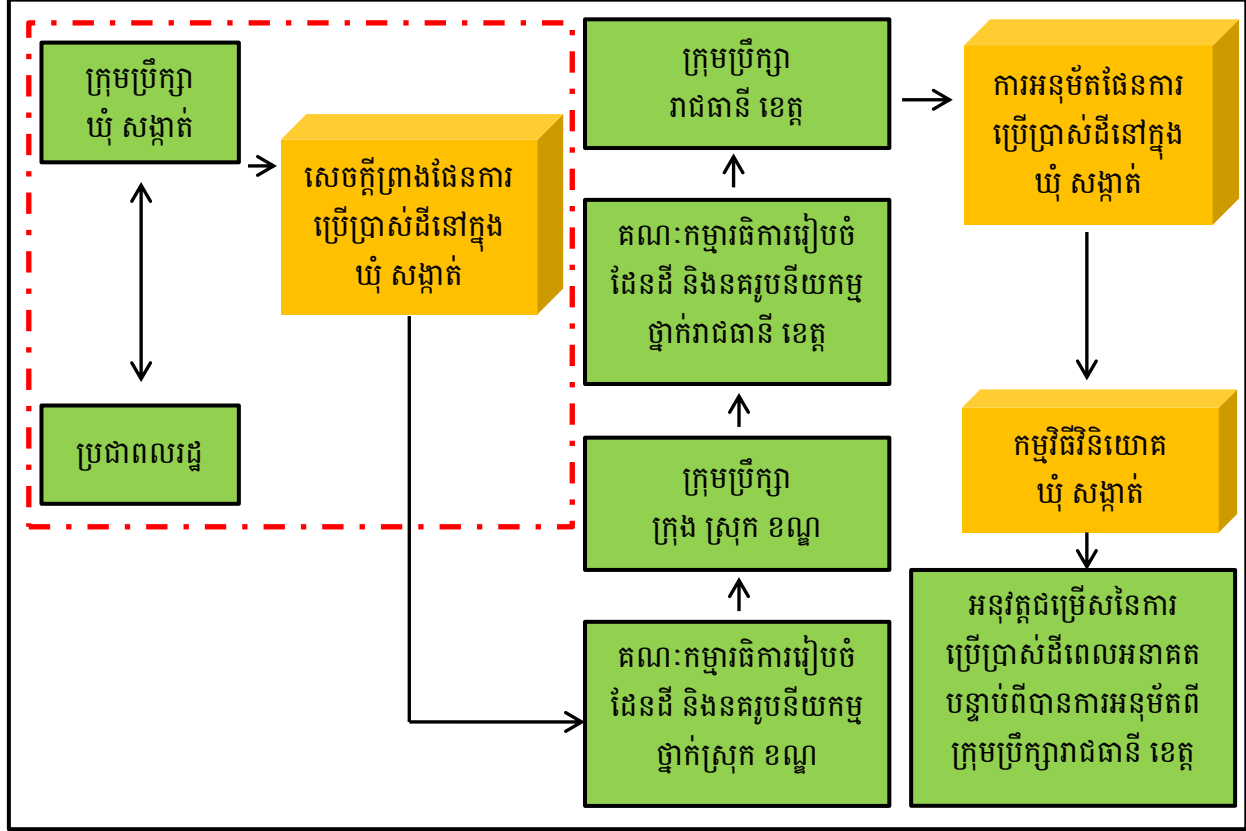 ក្រុមប្រឹក្សា
ឃុំ សង្កាត់
ប្រជាពលរដ្ឋ
សេចក្តីព្រាងផែនការ
ប្រើប្រាស់ដីនៅក្នុង
ឃុំ សង្កាត់
គណៈកម្មារធិការរៀបចំ
ដែនដី និងនគរូបនីយកម្ម
ថ្នាក់ស្រុក ខណ្ឌ
ក្រុមប្រឹក្សា
ក្រុង ស្រុក ខណ្ឌ
គណៈកម្មារធិការរៀបចំ
ដែនដី និងនគរូបនីយកម្ម
ថ្នាក់រាជធានី ខេត្ត
ក្រុមប្រឹក្សា
រាជធានី ខេត្ត
ការអនុម័តផែនការ
ប្រើប្រាស់ដីនៅក្នុង
ឃុំ សង្កាត់
កម្មវិធីវិនិយោគ
ឃុំ សង្កាត់
អនុវត្តជម្រើសនៃការ
ប្រើប្រាស់ដីពេលអនាគត
បន្ទាប់ពីបានការអនុម័តពី
ក្រុមប្រឹក្សារាជធានី ខេត្ត